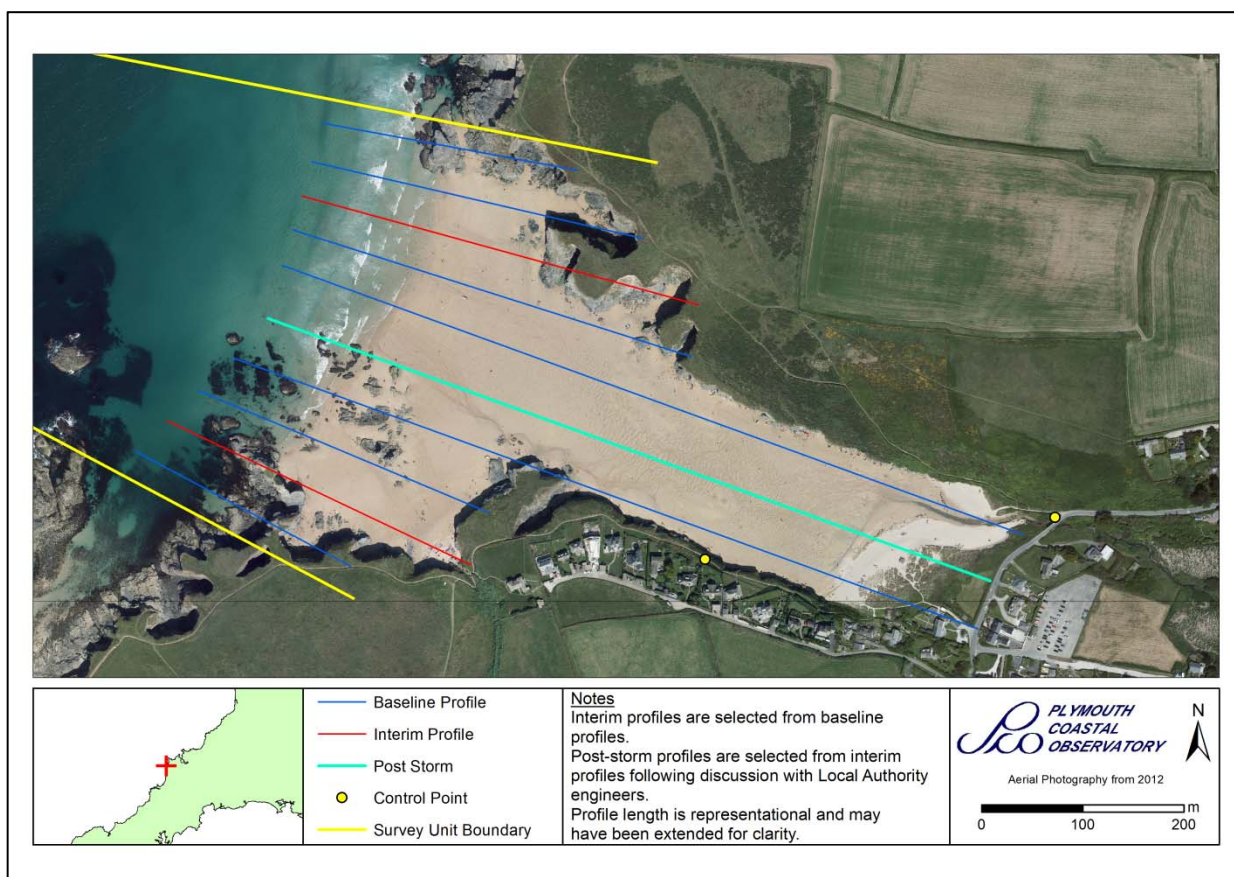 Baseline Profile
Interim Profile
Post Storm
Control Point
Survey Unit Boundary
Notes
Interim profiles are selected from baseline
profiles.
Post-storm profiles are selected from interim
profiles following discussion with Local Authority
engineers.
Profile length is representational and may
have been extended for clarity.
PLYMOUTH
COASTAL
OBSERVATORY
N
Aerial Photography from 2012
m
0 100 200